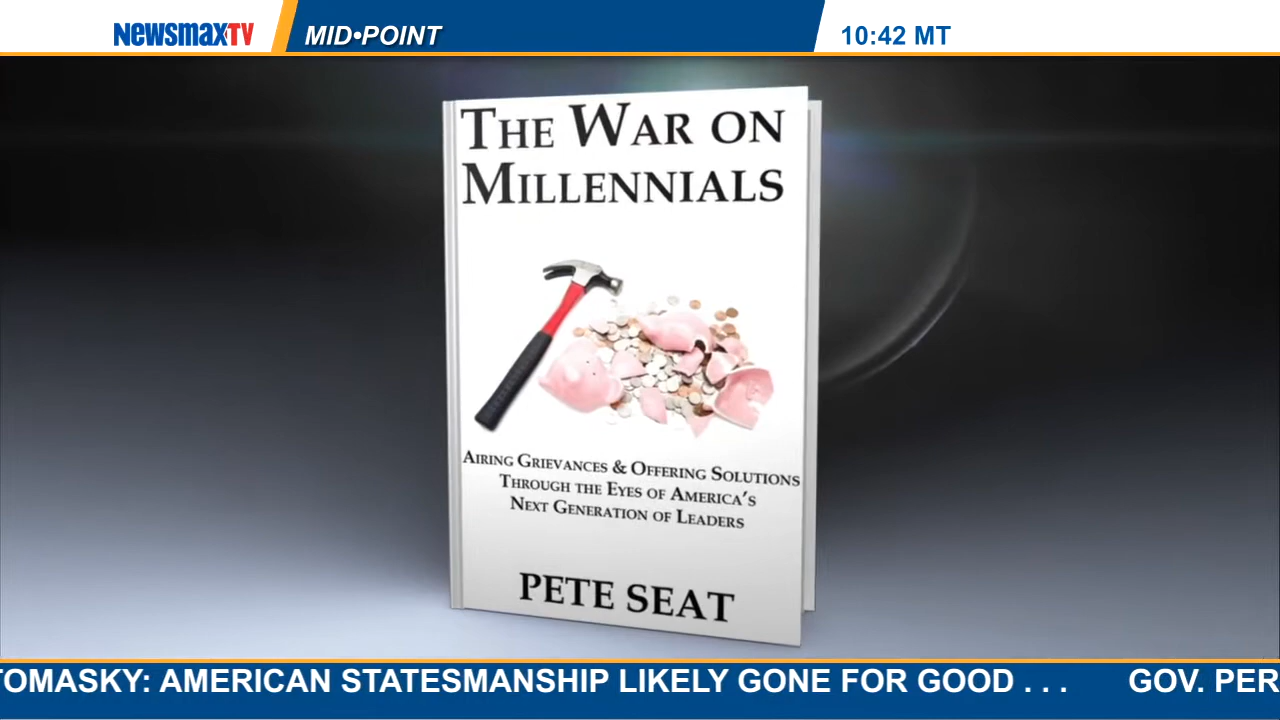 NEWSMAXTV
MID•POINT
10:42 MT
THE WAR ON
MILLENNIALS
AIRING GRIEVANCES & OFFERING SOLUTIONS
THROUGH THE EYES OF AMERICA'S
NEXT GENERATION OF LEADERS
PETE SEAT
TOMASKY: AMERICAN STATESMANSHIP LIKELY GONE FOR GOOD . . . GOV. PER